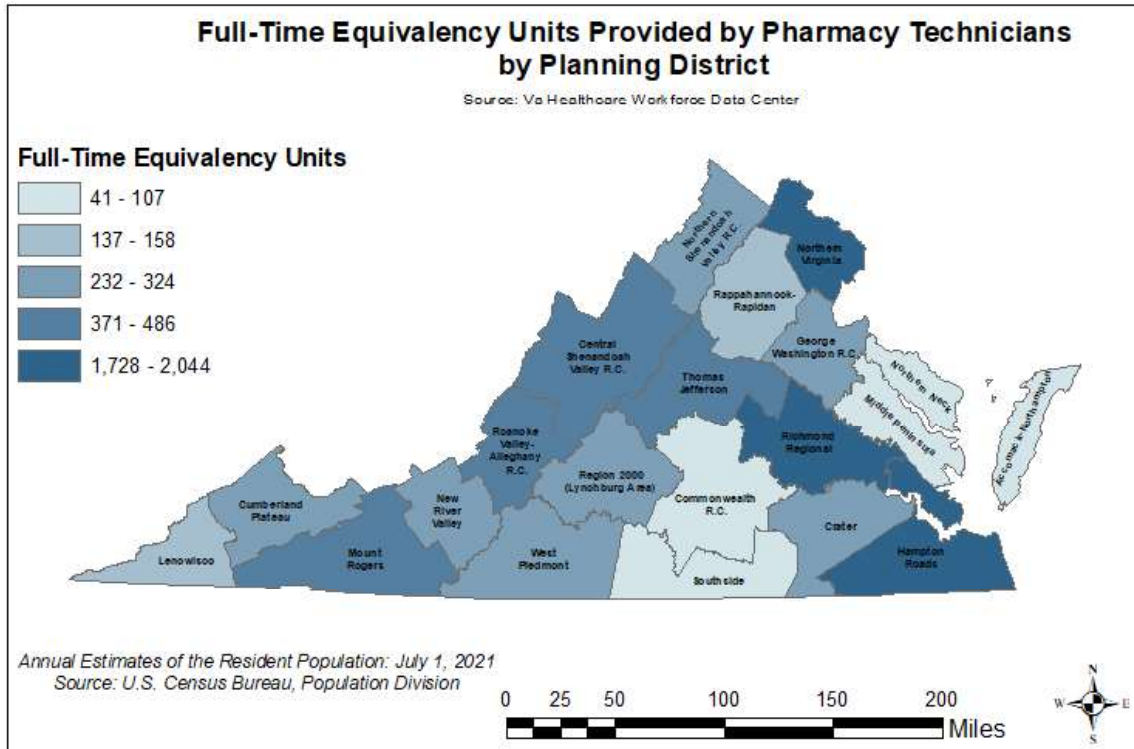 Full-Time Equivalency Units Provided by Pharmacy Technicians
by Planning District
Source: Va Healthcare Workforce Data Center
Full-Time Equivalency Units
41 - 107
137 - 158
232 - 324
371 - 486
1,728 - 2,044
Northern
Shenandoah
Valley R.C.
Northern
Virginia
Rappahannook-
Rapidan
Central
Shenandoah
Valley R.C.
George
Washington R.C.
Thomas
Jefferson
Northern Neck
Middle Peninsula
Accomack-Northampton
Roanoke
Valley-
Alleghany
R.C.
Richmond
Regional
Region 2000
(Lynchburg Area)
Commonwealth
R.C.
Cumberland
Plateau
New
River
Valley
Crater
Lenowisco
Mount
Rogers
West
Piedmont
Southside
Hampton
Roads
Annual Estimates of the Resident Population: July 1, 2021
Source: U.S. Census Bureau, Population Division
0 25 50 100 150 200
Miles
N
W E
S